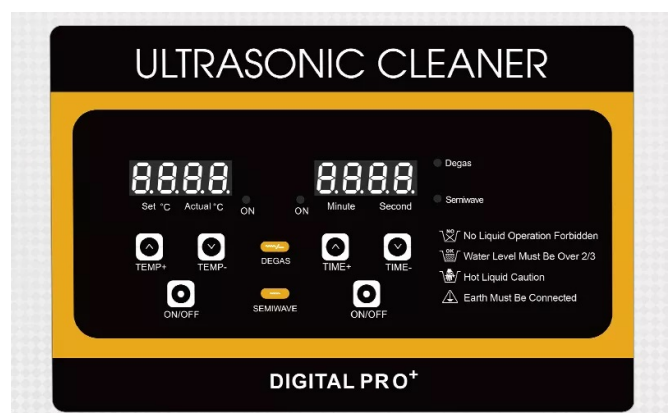 ULTRASONIC CLEANER
8.8.8.8. 8.8.8.8.
Degas
Set °C Actual °C ON ON Minute Second
Semiwave
NO No Liquid Operation Forbidden
OK Water Level Must Be Over 2/3
Hot Liquid Caution
Earth Must Be Connected
TEMP+ TEMP- DEGAS TIME+ TIME-
ON/OFF SEMIWAVE ON/OFF
DIGITAL PRO+